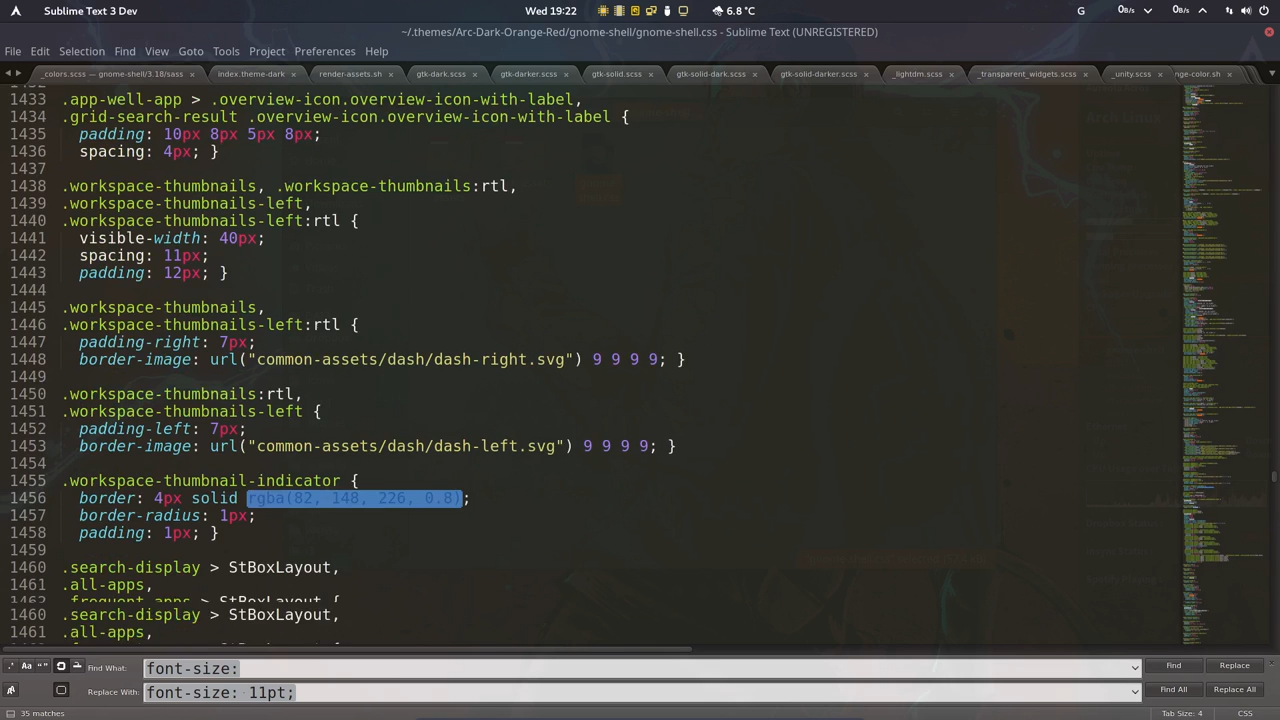 Sublime Text 3 Dev
Wed 19:22
6.8 °C
G
0B/s
0B/s
~/.themes/Arc-Dark-Orange-Red/gnome-shell/gnome-shell.css - Sublime Text (UNREGISTERED)
File Edit Selection Find View Goto Tools Project Preferences Help
_colors.scss — gnome-shell/3.18/sass × index.theme-dark × render-assets.sh × gtk-dark.scss × gtk-darker.scss × gtk-solid.scss × gtk-solid-dark.scss × gtk-solid-darker.scss × _lightdm.scss × _transparent_widgets.scss × _unity.scss × nge-color.sh ×
1433 .app-well-app > .overview-icon.overview-icon-with-label,
1434 .grid-search-result .overview-icon.overview-icon-with-label {
1435 padding: 10px 8px 5px 8px;
1436 spacing: 4px; }
1437
1438 .workspace-thumbnails, .workspace-thumbnails:rtl,
1439 .workspace-thumbnails-left,
1440 .workspace-thumbnails-left:rtl {
1441 visible-width: 40px;
1442 spacing: 11px;
1443 padding: 12px; }
1444
1445 .workspace-thumbnails,
1446 .workspace-thumbnails-left:rtl {
1447 padding-right: 7px;
1448 border-image: url("common-assets/dash/dash-right.svg") 9 9 9 9; }
1449
1450 .workspace-thumbnails:rtl,
1451 .workspace-thumbnails-left {
1452 padding-left: 7px;
1453 border-image: url("common-assets/dash/dash-left.svg") 9 9 9 9; }
1454
1455 .workspace-thumbnail-indicator {
1456 border: 4px solid rgba(82, 148, 226, 0.8);
1457 border-radius: 1px;
1458 padding: 1px; }
1459
1460 .search-display > StBoxLayout,
1461 .all-apps,
1462 .frequent-apps > StBoxLayout {
1460 .search-display > StBoxLayout,
1461 .all-apps,
.* Aa “” Find What: font-size: Find Replace
Replace With: font-size: 11pt; Find All Replace All
35 matches
Tab Size: 4
CSS